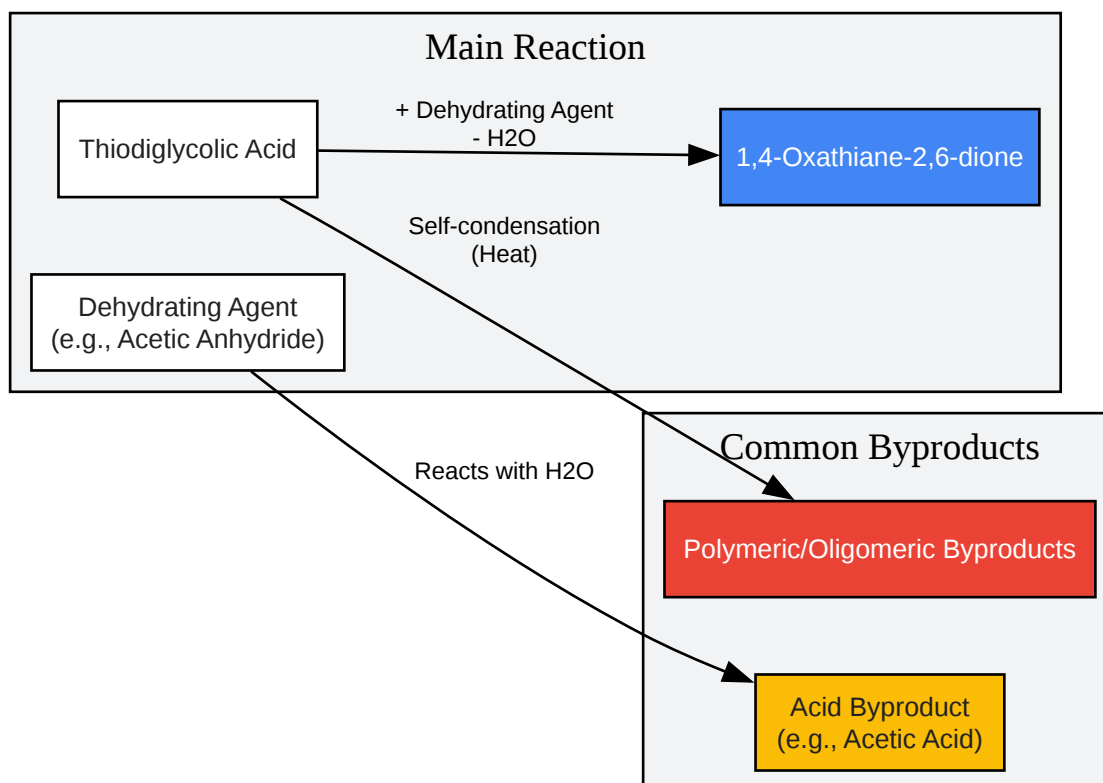 Main Reaction
+ Dehydrating Agent
- H2O
Thiodiglycolic Acid
1,4-Oxathiane-2,6-dione
Self-condensation
(Heat)
Dehydrating Agent
(e.g., Acetic Anhydride)
Common Byproducts
Reacts with H2O
Polymeric/Oligomeric Byproducts
Acid Byproduct
(e.g., Acetic Acid)